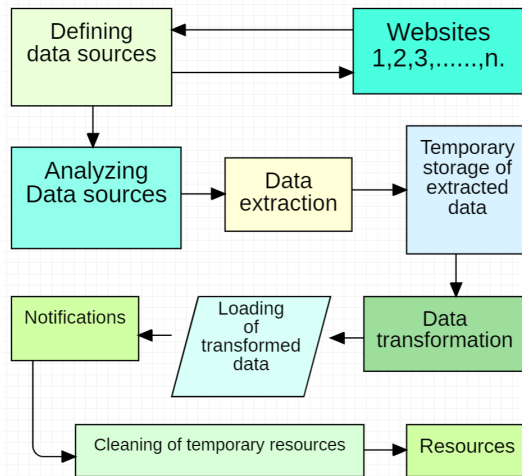 Defining
data sources
Websites
1,2,3,......,n.
Analyzing
Data sources
Data
extraction
Temporary
storage of
extracted
data
Data
transformation
Loading
of
transformed
data
Notifications
Cleaning of temporary resources
Resources